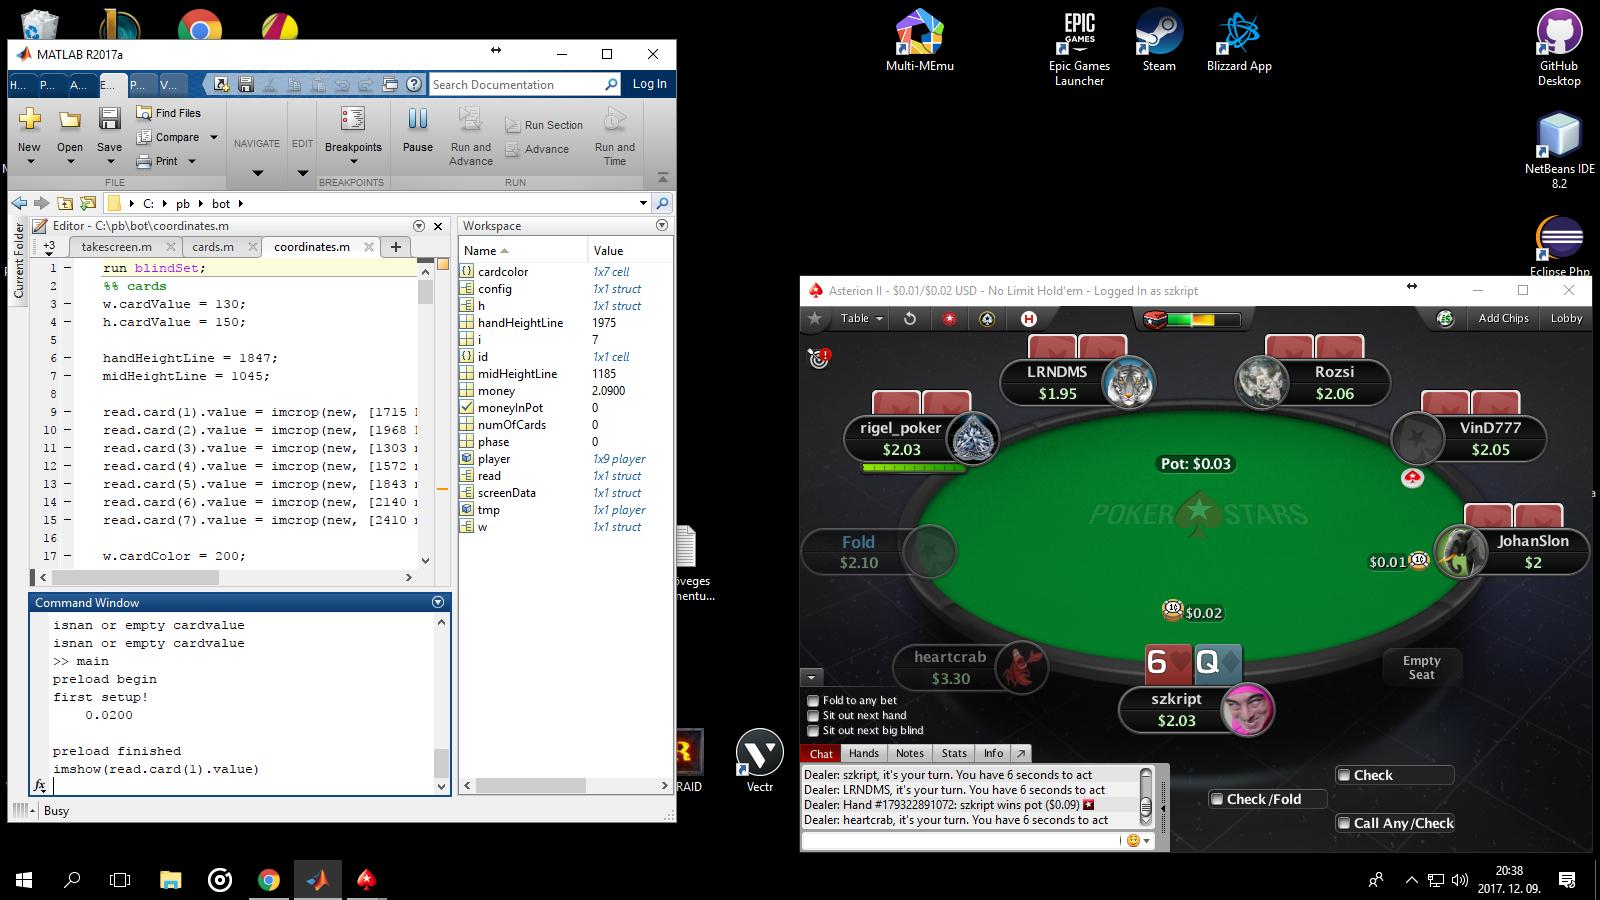 Multi-MEmu
Epic Games
Launcher
Steam
Blizzard App
GitHub
Desktop
NetBeans IDE
8.2
Eclipse Php
EPIC
GAMES
Vectr
RAID
MATLAB R2017a
H... P... A... E... P... V...
Search Documentation
Log In
New
Open
Save
Find Files
Compare
Print
NAVIGATE
EDIT
Breakpoints
Pause
Run and
Advance
Run Section
Advance
Run and
Time
FILE
BREAKPOINTS
RUN
C: pb bot
Current Folder
Editor - C:\pb\bot\coordinates.m
+3 takescreen.m cards.m coordinates.m
1 run blindSet;
2 %% cards
3 w.cardValue = 130;
4 h.cardValue = 150;
5
6 handHeightLine = 1847;
7 midHeightLine = 1045;
8
9 read.card(1).value = imcrop(new, [1715
10 read.card(2).value = imcrop(new, [1968
11 read.card(3).value = imcrop(new, [1303
12 read.card(4).value = imcrop(new, [1572
13 read.card(5).value = imcrop(new, [1843
14 read.card(6).value = imcrop(new, [2140
15 read.card(7).value = imcrop(new, [2410
16
17 w.cardColor = 200;
Workspace
Name Value
cardcolor 1x7 cell
config 1x1 struct
h 1x1 struct
handHeightLine 1975
i 7
id 1x1 cell
midHeightLine 1185
money 2.0900
moneyInPot 0
numOfCards 0
phase 0
player 1x9 player
read 1x1 struct
screenData 1x1 struct
tmp 1x1 player
w 1x1 struct
Command Window
isnan or empty cardvalue
isnan or empty cardvalue
>> main
preload begin
first setup!
0.0200
preload finished
imshow(read.card(1).value)
fx
Busy
Asterion II - $0.01/$0.02 USD - No Limit Hold'em - Logged In as szkript
Table
H
Add Chips
Lobby
LRNDMS
$1.95
Rozsi
$2.06
rigel_poker
$2.03
VinD777
$2.05
Pot: $0.03
POKER STARS
Fold
$2.10
JohanSlon
$2
$0.01
$0.02
heartcrab
$3.30
6 Q
Empty
Seat
szkript
$2.03
Fold to any bet
Sit out next hand
Sit out next big blind
Chat Hands Notes Stats Info
Dealer: szkript, it's your turn. You have 6 seconds to act
Dealer: LRNDMS, it's your turn. You have 6 seconds to act
Dealer: Hand #179322891072: szkript wins pot ($0.09)
Dealer: heartcrab, it's your turn. You have 6 seconds to act
Check
Check/Fold
Call Any/Check
20:38
2017. 12. 09.